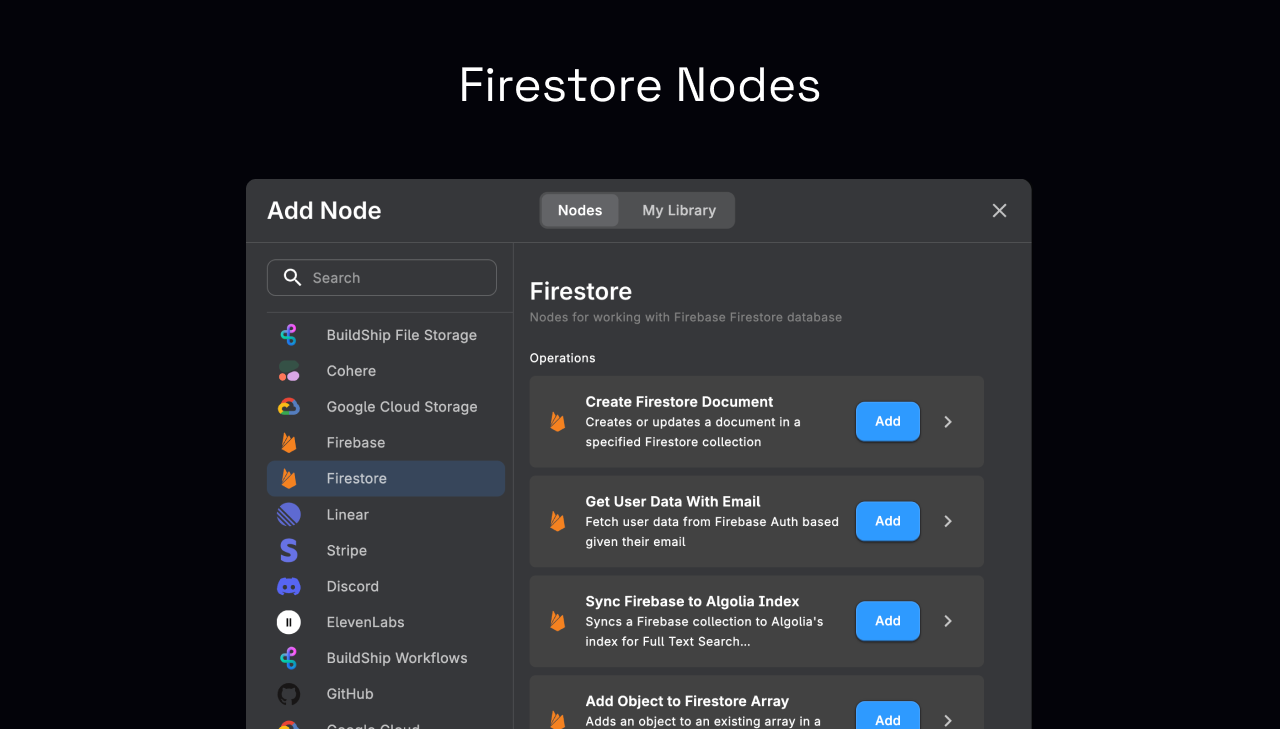 Firestore Nodes
Add Node
Nodes
My Library
Search
BuildShip File Storage
Cohere
Google Cloud Storage
Firebase
Firestore
Linear
Stripe
Discord
ElevenLabs
BuildShip Workflows
GitHub
Google Cloud
Firestore
Nodes for working with Firebase Firestore database
Operations
Create Firestore Document
Creates or updates a document in a
specified Firestore collection
Add
Get User Data With Email
Fetch user data from Firebase Auth based
given their email
Add
Sync Firebase to Algolia Index
Syncs a Firebase collection to Algolia's
index for Full Text Search...
Add
Add Object to Firestore Array
Adds an object to an existing array in a
Add